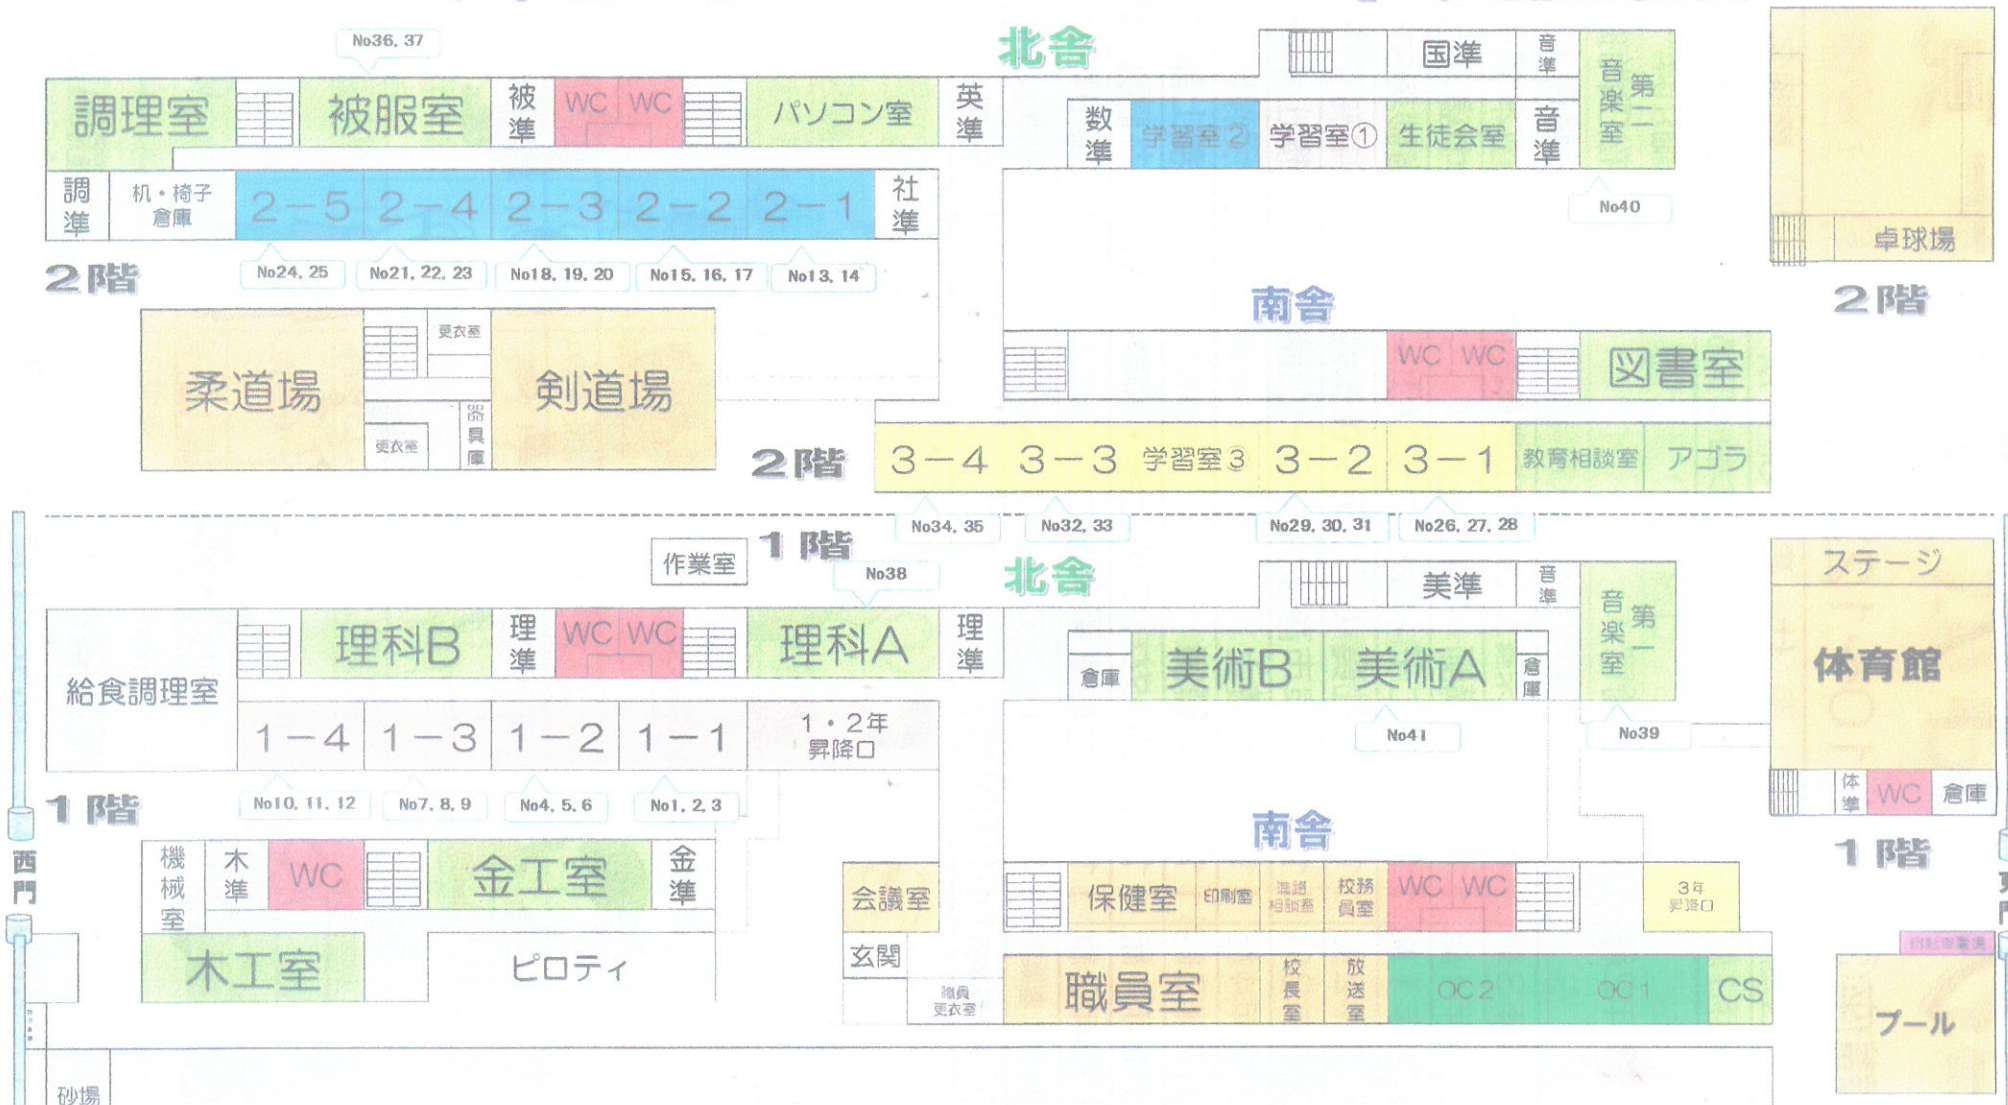 No36, 37
北舎
国準
音準
第二音楽室
調理室
被服室
被準
WC WC
パソコン室
英準
数準
学習室②
学習室①
生徒会室
音準
調準
机・椅子
倉庫
2－5
2－4
2－3
2－2
2－1
社準
No40
卓球場
2階
No24, 25
No21, 22, 23
No18, 19, 20
No15, 16, 17
No13, 14
南舎
2階
柔道場
更衣室
更衣室
器具庫
剣道場
WC WC
図書室
2階
3－4
3－3
学習室③
3－2
3－1
教育相談室
アゴラ
No34, 35
No32, 33
No29, 30, 31
No26, 27, 28
1階
作業室
No38
北舎
美準
音準
第一音楽室
ステージ
体育館
給食調理室
理科B
理準
WC WC
理科A
理準
倉庫
美術B
美術A
倉庫
1－4
1－3
1－2
1－1
1・2年
昇降口
No41
No39
体準
WC
倉庫
1階
No10, 11, 12
No7, 8, 9
No4, 5, 6
No1, 2, 3
南舎
1階
西門
機械室
木準
WC
金工室
金準
会議室
保健室
印刷室
進路
相談室
校務
員室
WC WC
3年
昇降口
東門
木工室
ピロティ
玄関
職員
更衣室
職員室
校長室
放送室
OC2
OC1
CS
プール
砂場